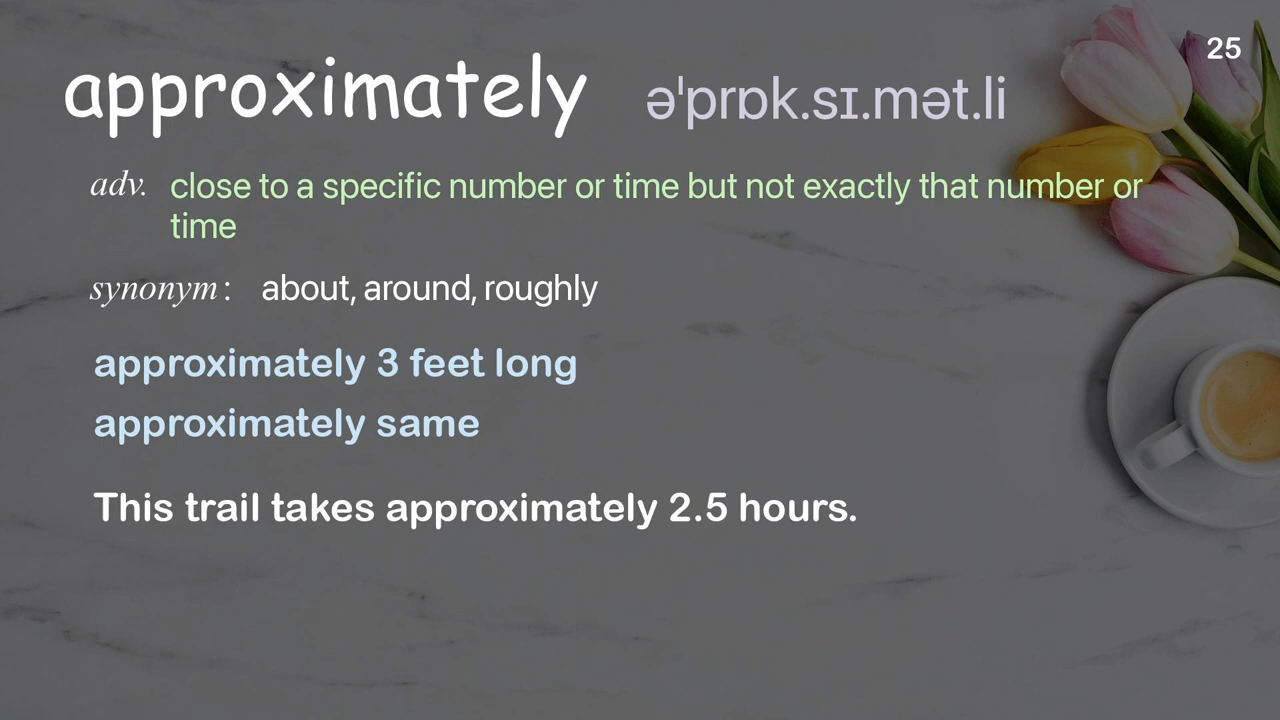 25
approximately əˈprɒk.sɪ.mət.li
adv. close to a specific number or time but not exactly that number or
time
synonym: about, around, roughly
approximately 3 feet long
approximately same
This trail takes approximately 2.5 hours.